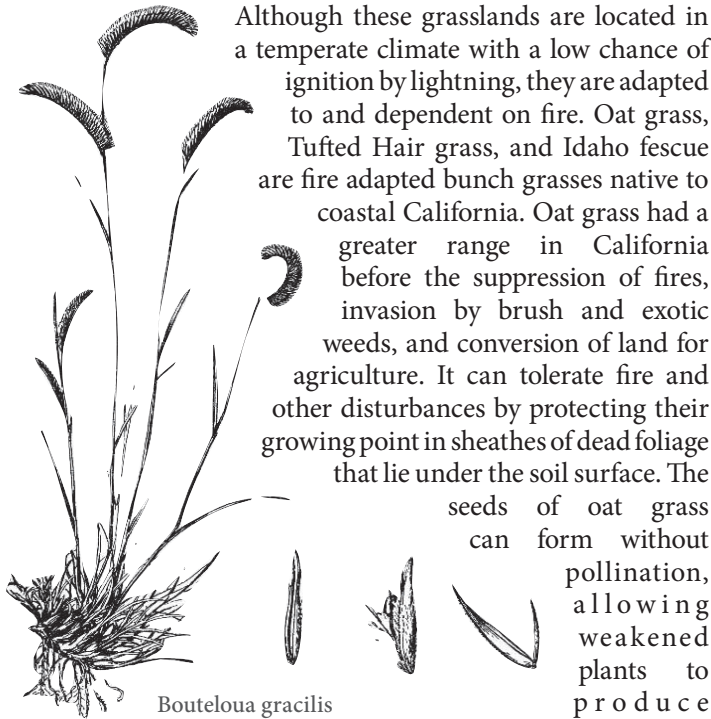 Although these grasslands are located in
a temperate climate with a low chance of
ignition by lightning, they are adapted
to and dependent on fire. Oat grass,
Tufted Hair grass, and Idaho fescue
are fire adapted bunch grasses native to
coastal California. Oat grass had a
greater range in California
before the suppression of fires,
invasion by brush and exotic
weeds, and conversion of land for
agriculture. It can tolerate fire and
other disturbances by protecting their
growing point in sheathes of dead foliage
that lie under the soil surface. The
seeds of oat grass
can form without
pollination,
allowing
weakened
plants to
produce
Bouteloua gracilis